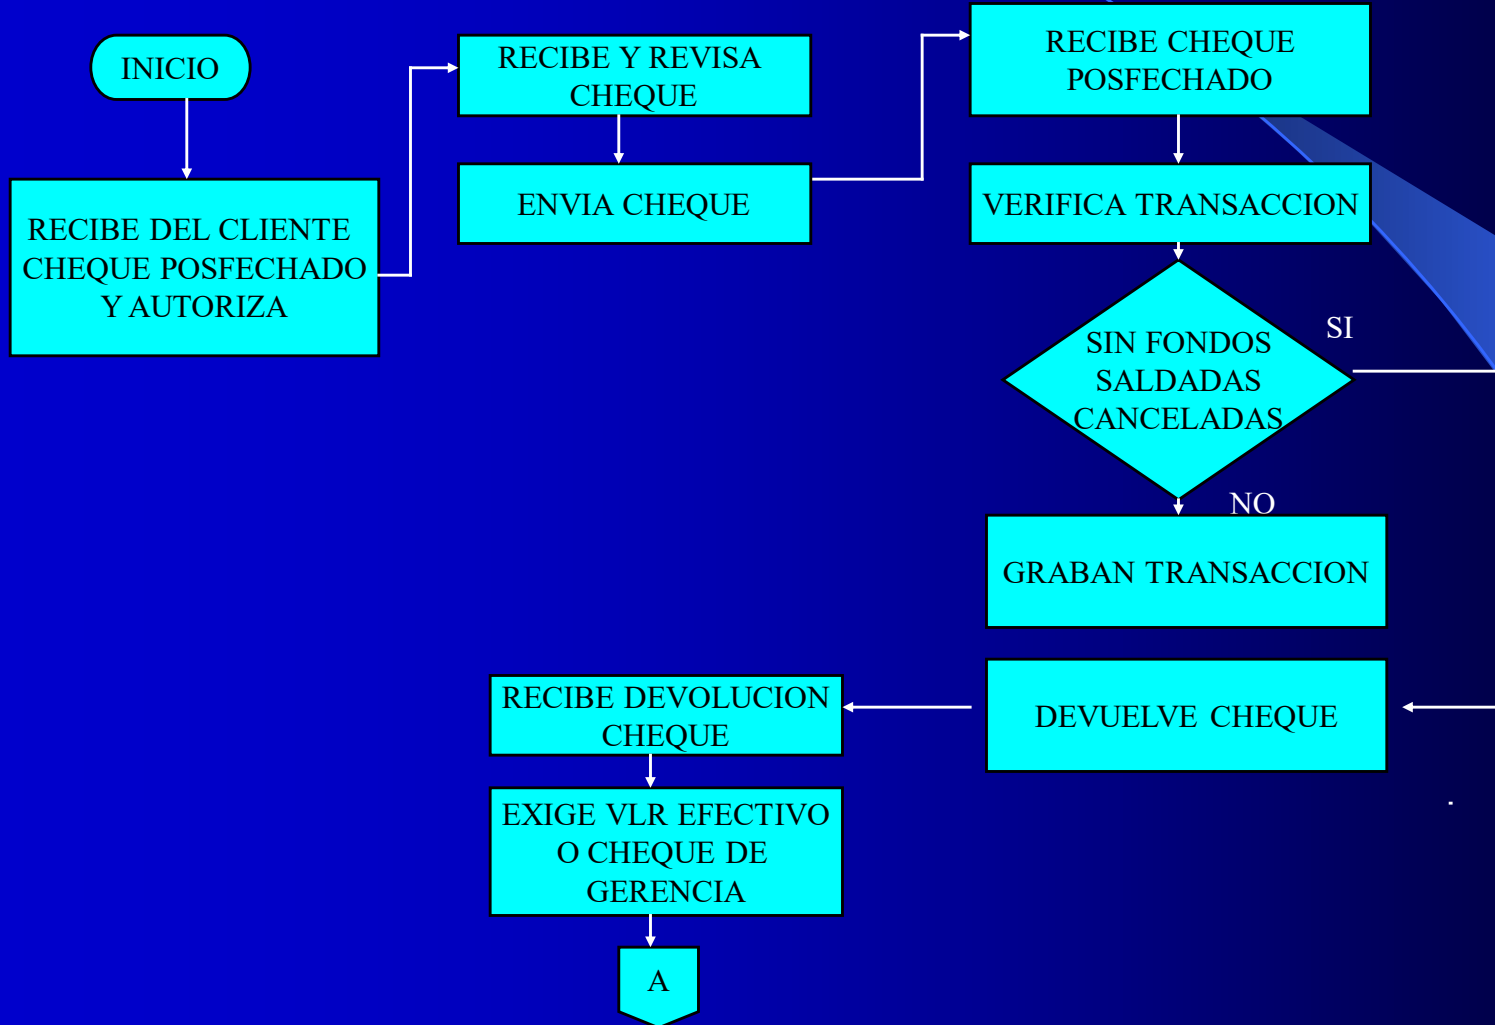 INICIO
RECIBE DEL CLIENTE
CHEQUE POSFECHADO
Y AUTORIZA
RECIBE Y REVISA
CHEQUE
ENVIA CHEQUE
RECIBE CHEQUE
POSFECHADO
VERIFICA TRANSACCION
SIN FONDOS
SALDADAS
CANCELADAS
SI
NO
GRABAN TRANSACCION
DEVUELVE CHEQUE
RECIBE DEVOLUCION
CHEQUE
EXIGE VLR EFECTIVO
O CHEQUE DE
GERENCIA
A